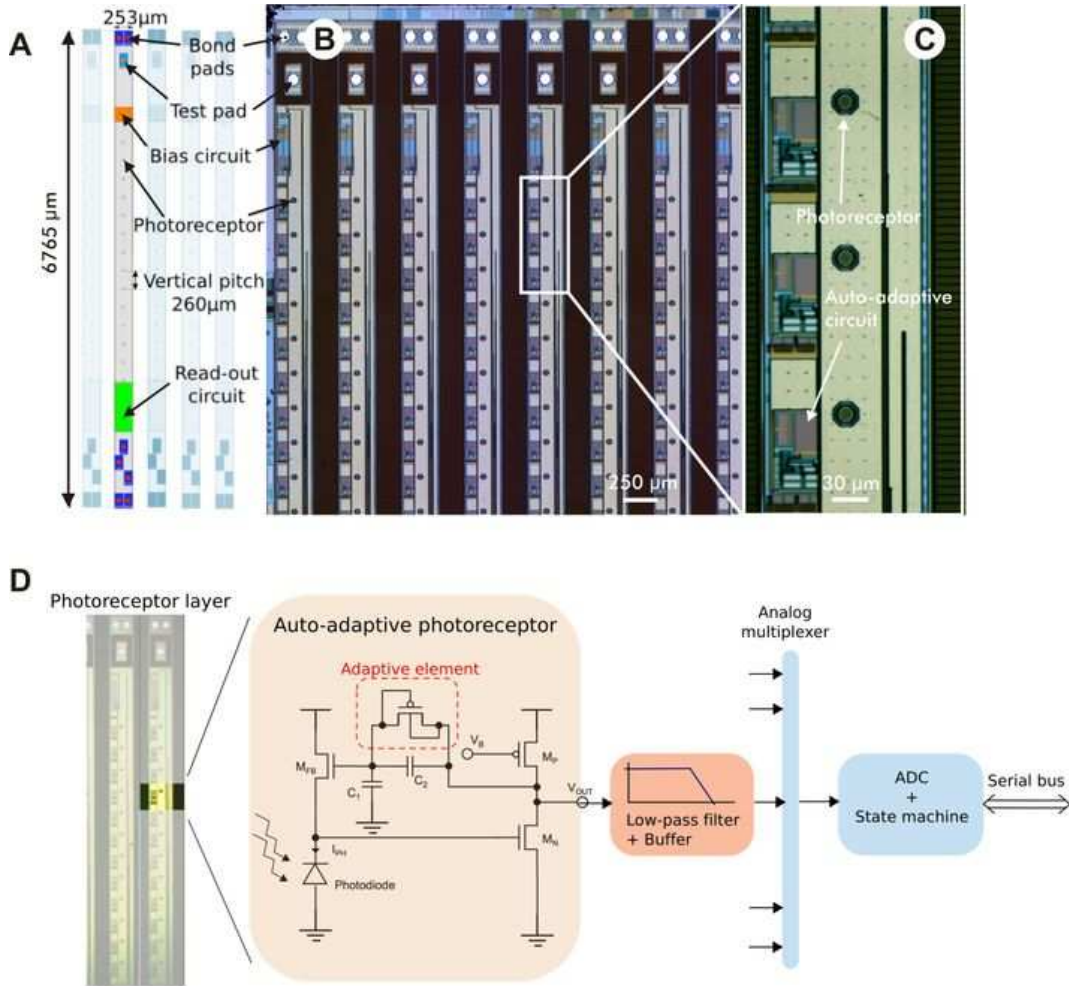 253µm
A
Bond
pads
B
C
Test pad
Bias circuit
Photoreceptor
6765 µm
Vertical pitch
260µm
Read-out
circuit
250 µm
Photoreceptor
Auto-adaptive
circuit
30 µm
D
Photoreceptor layer
Auto-adaptive photoreceptor
Adaptive element
Analog
multiplexer
V_B
M_P
M_FB
C_2
C_1
V_OUT
M_N
I_PH
Photodiode
Low-pass filter
+ Buffer
ADC
+
State machine
Serial bus